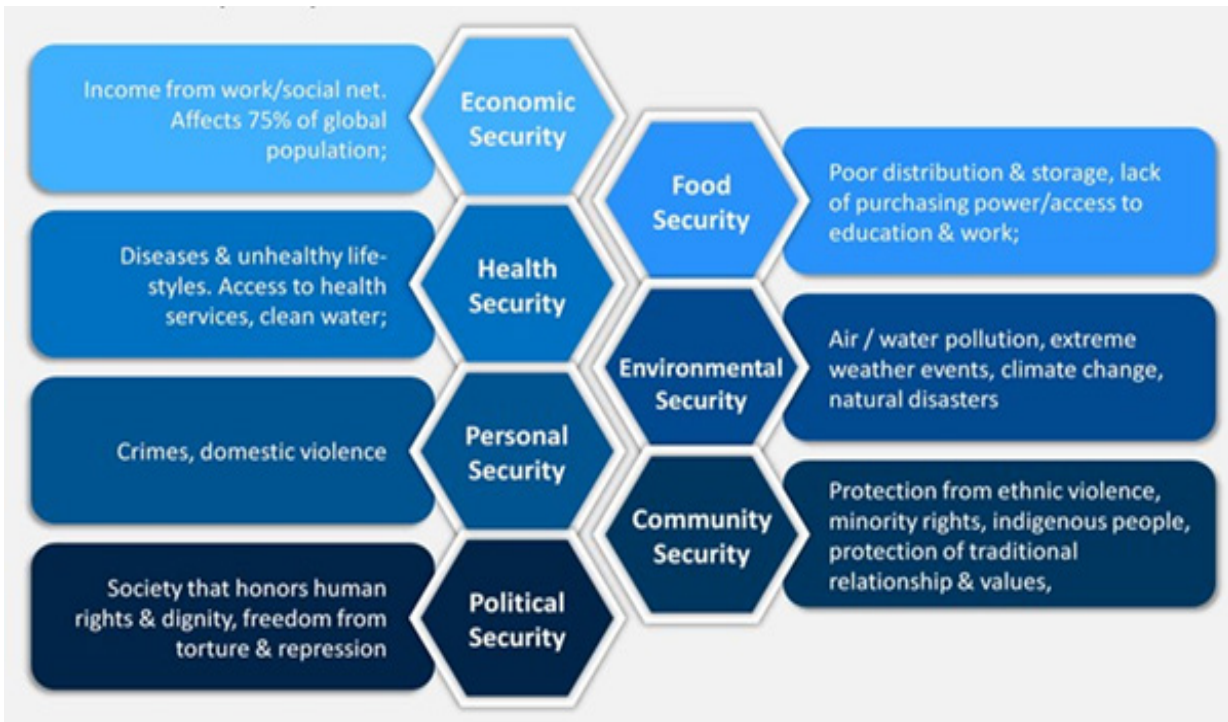 Income from work/social net.
Affects 75% of global
population;
Economic
Security
Food
Security
Poor distribution & storage, lack
of purchasing power/access to
education & work;
Diseases & unhealthy life-
styles. Access to health
services, clean water;
Health
Security
Environmental
Security
Air / water pollution, extreme
weather events, climate change,
natural disasters
Crimes, domestic violence
Personal
Security
Community
Security
Protection from ethnic violence,
minority rights, indigenous people,
protection of traditional
relationship & values,
Society that honors human
rights & dignity, freedom from
torture & repression
Political
Security